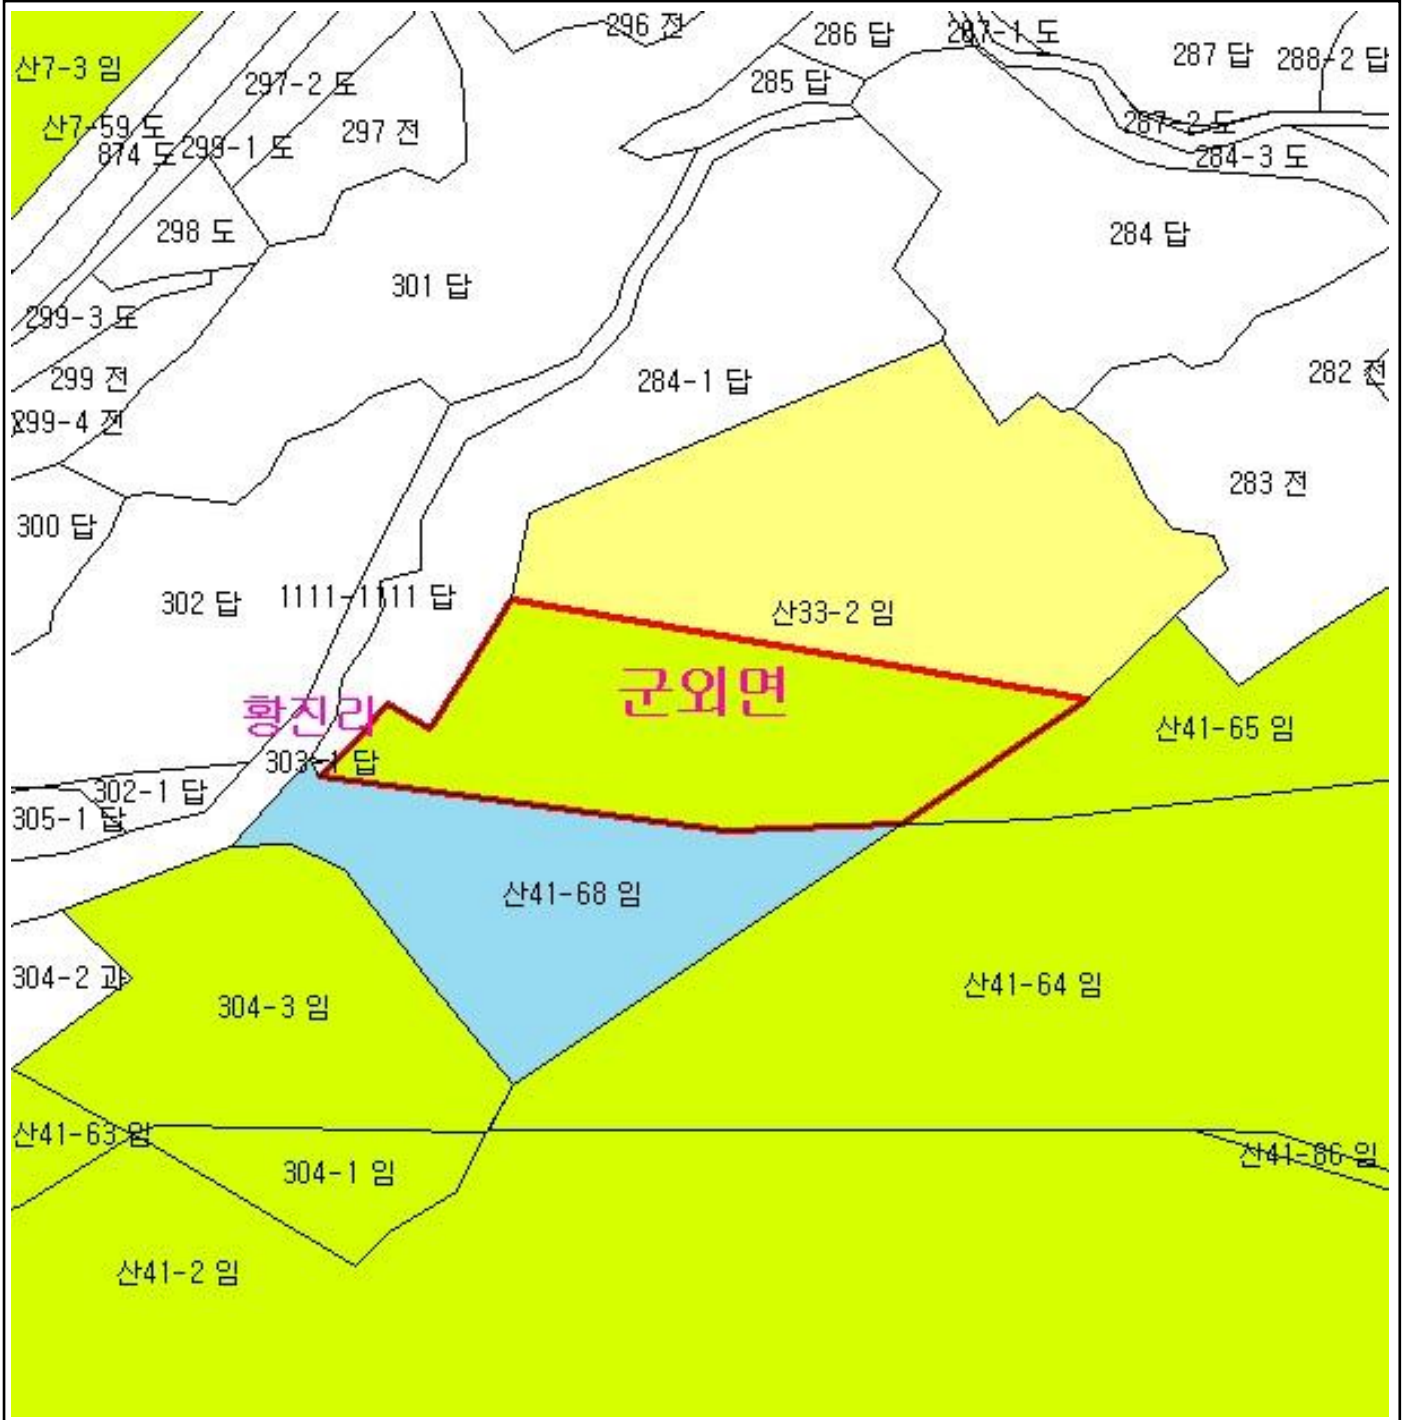 296 전
286 답
287-1 도
287 답
288-2 답
산7-3 임
297-2 도
285 답
산7-59 도
297 전
287-2 도
874 도
299-1 도
284-3 도
298 도
284 답
301 답
299-3 도
299 전
284-1 답
282 전
299-4 전
283 전
300 답
302 답
1111-1111 답
산33-2 임
군외면
황진리
산41-65 임
303-1 답
302-1 답
305-1 답
산41-68 임
304-2 과
304-3 임
산41-64 임
산41-63 임
304-1 임
산41-86 임
산41-2 임